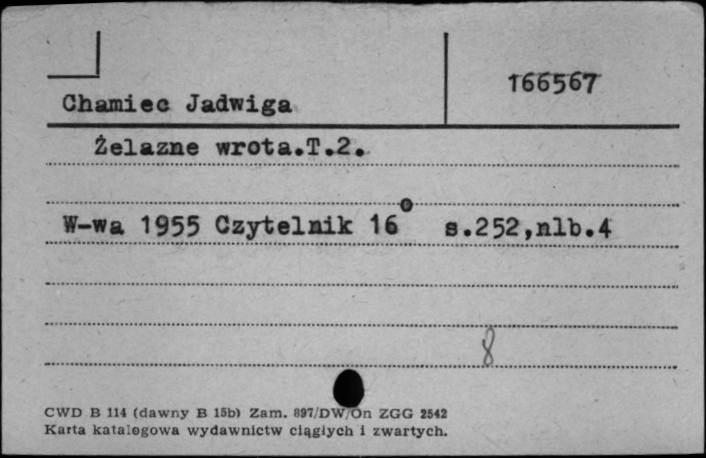 166567
Chamiec Jadwiga
Żelazne wrota.T.2.
W-wa 1955 Czytelnik 16° s.252,nlb.4
8
CWD B 114 (dawny B 15b) Zam. 897/DW/On ZGG 2542
Karta katalogowa wydawnictw ciągłych i zwartych.